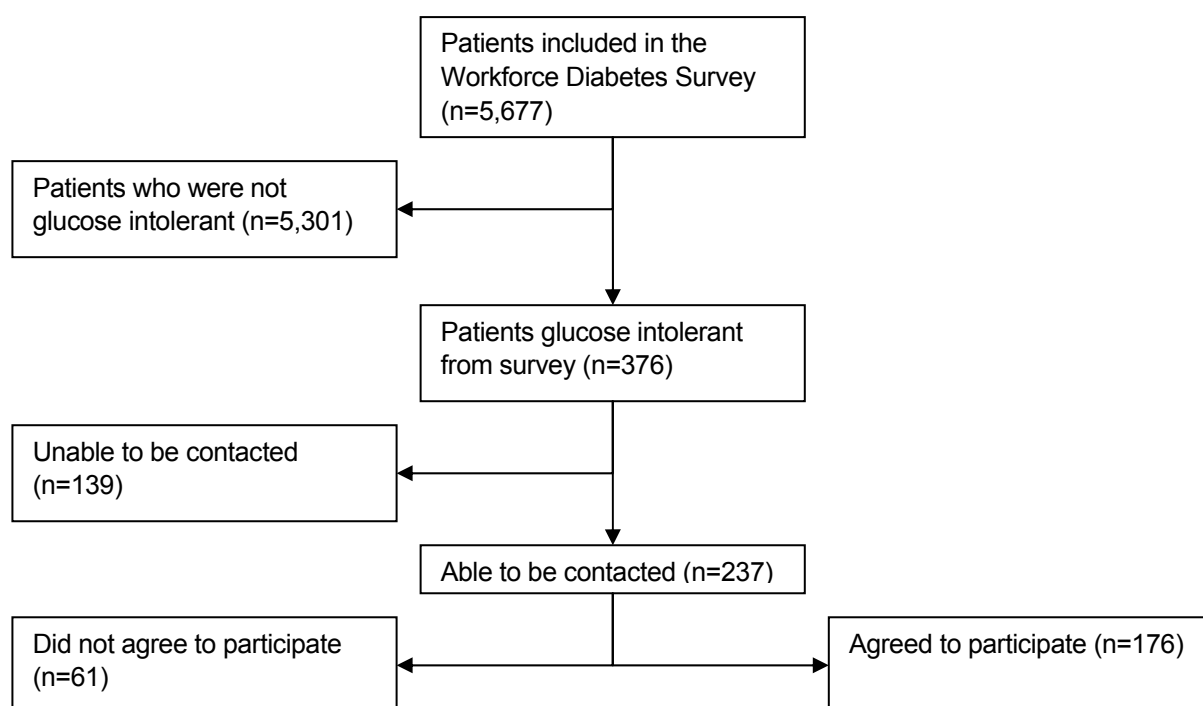 Patients included in the
Workforce Diabetes Survey
(n=5,677)
Patients who were not
glucose intolerant (n=5,301)
Patients glucose intolerant
from survey (n=376)
Unable to be contacted
(n=139)
Able to be contacted (n=237)
Did not agree to participate
(n=61)
Agreed to participate (n=176)